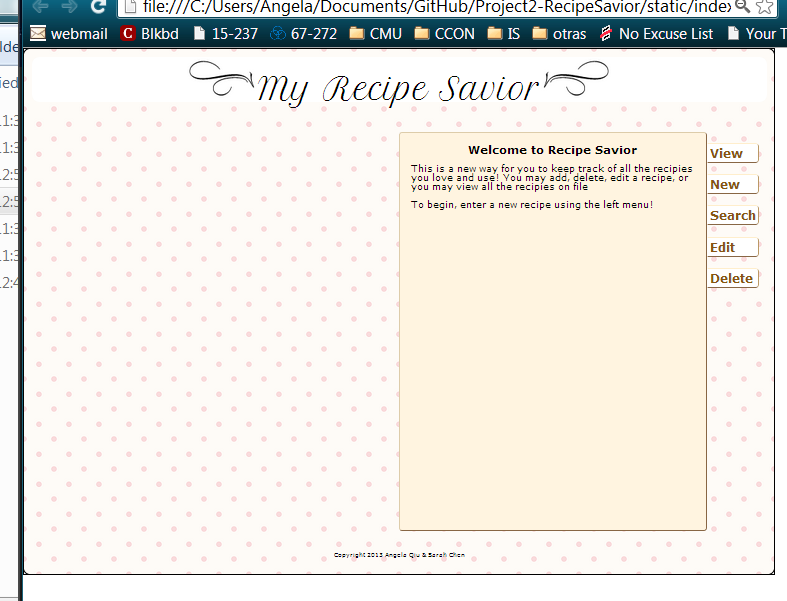 file:///C:/Users/Angela/Documents/GitHub/Project2-RecipeSavior/static/index
webmail Blkbd 15-237 67-272 CMU CCON IS otras No Excuse List Your T
My Recipe Savior
Welcome to Recipe Savior
This is a new way for you to keep track of all the recipies
you love and use! You may add, delete, edit a recipe, or
you may view all the recipies on file
To begin, enter a new recipe using the left menu!
View
New
Search
Edit
Delete
Copyright 2013 Angela Qiu & Sarah Chen